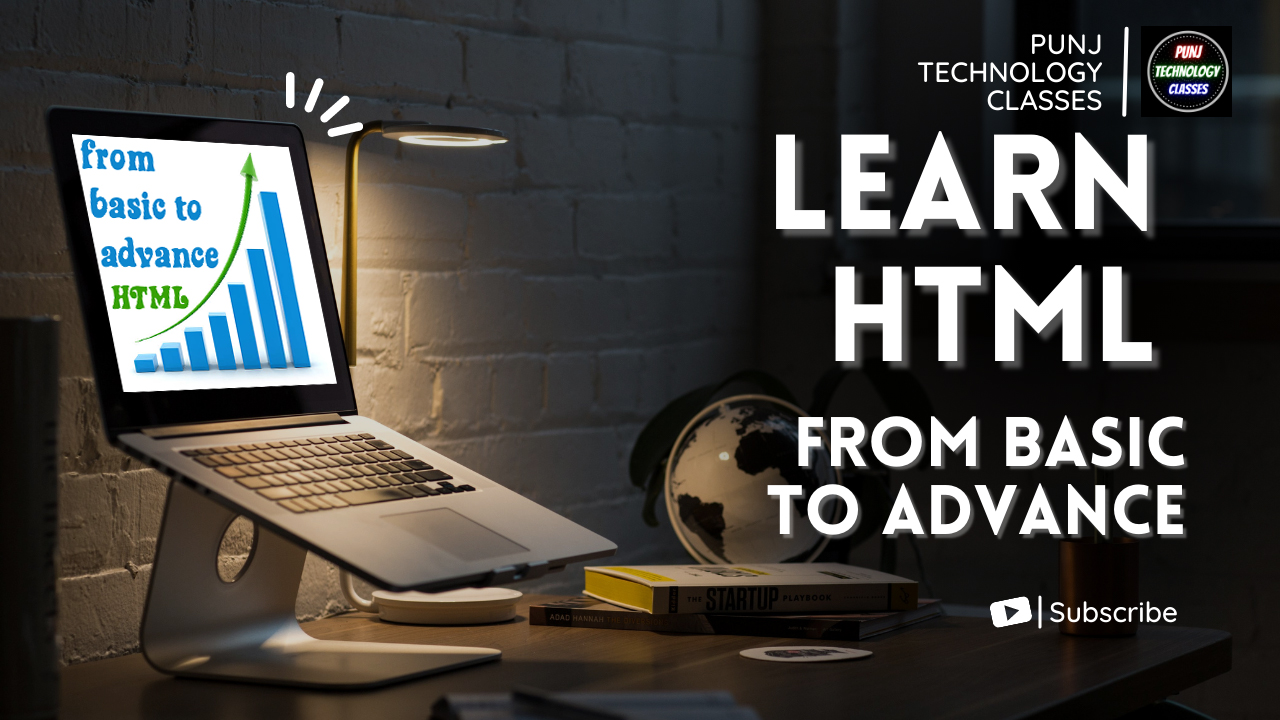 PUNJ
TECHNOLOGY
CLASSES
PUNJ
TECHNOLOGY
CLASSES
LEARN
HTML
FROM BASIC
TO ADVANCE
from
basic to
advance
HTML
THE STARTUP PLAYBOOK
ADAD HANNAH
Subscribe